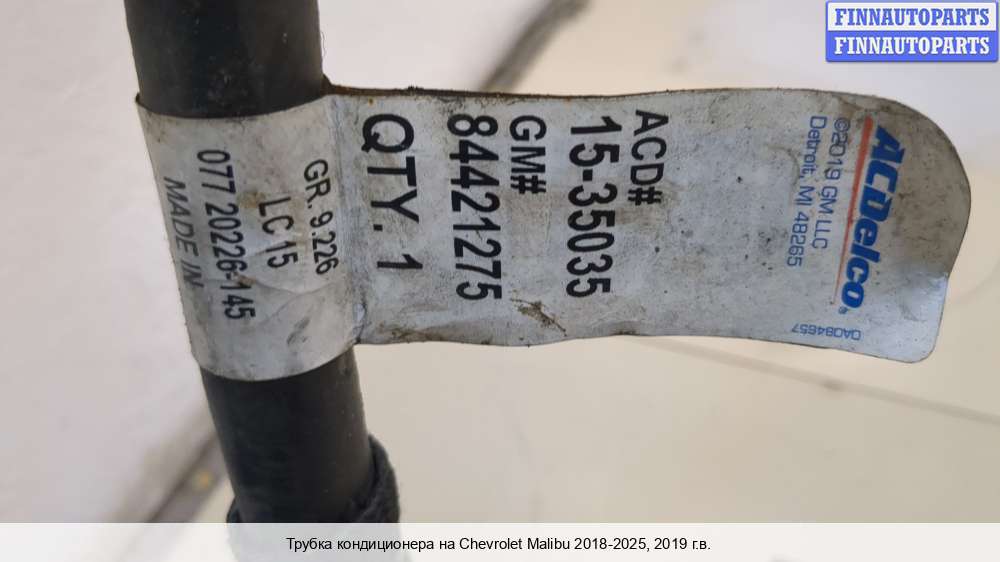 FINNAUTOPARTS
FINNAUTOPARTS
ACDelco
©2019 GM LLC
Detroit, MI 48265
0A084657
ACD#
15-35035
GM#
84421275
QTY. 1
GR. 9.226
LC 15
077 20226-145
MADE IN
Трубка кондиционера на Chevrolet Malibu 2018-2025, 2019 г.в.